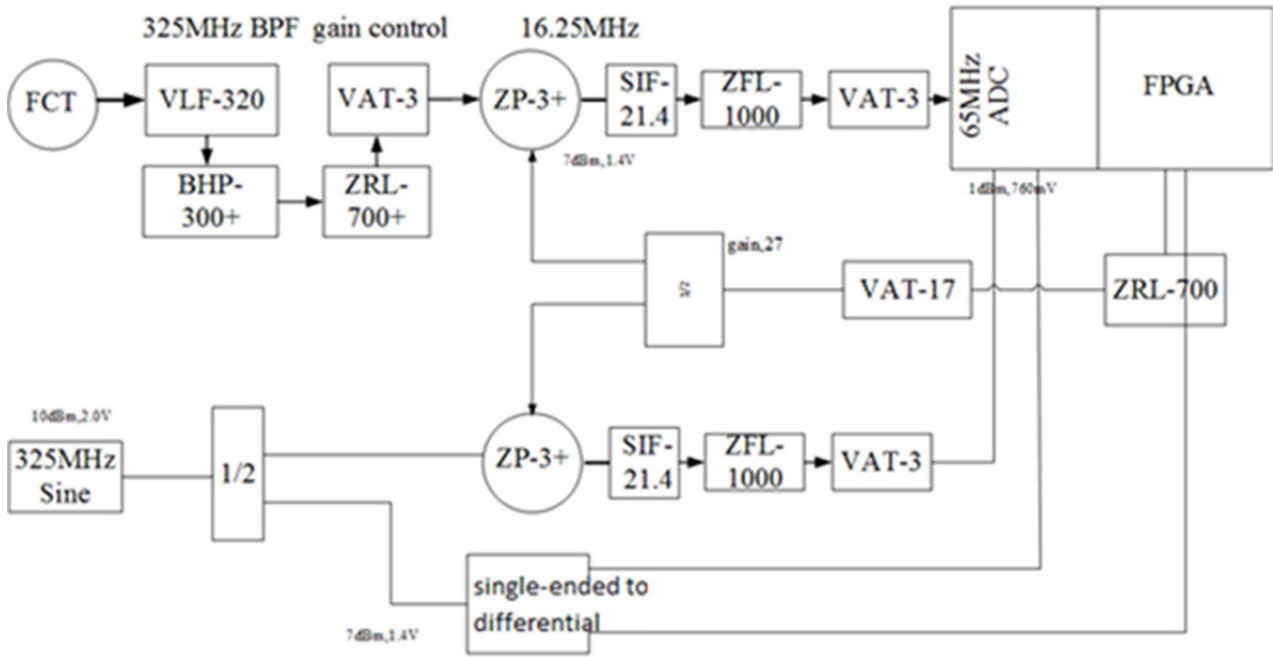 325MHz BPF gain control
16.25MHz
FCT
VLF-320
VAT-3
ZP-3+
SIF-
21.4
ZFL-
1000
VAT-3
65MHz
ADC
FPGA
BHP-
300+
ZRL-
700+
7dBm,1.4V
1dBm,760mV
gain,27
1/2
VAT-17
ZRL-700
10dBm,2.0V
325MHz
Sine
1/2
ZP-3+
SIF-
21.4
ZFL-
1000
VAT-3
single-ended to
differential
7dBm,1.4V